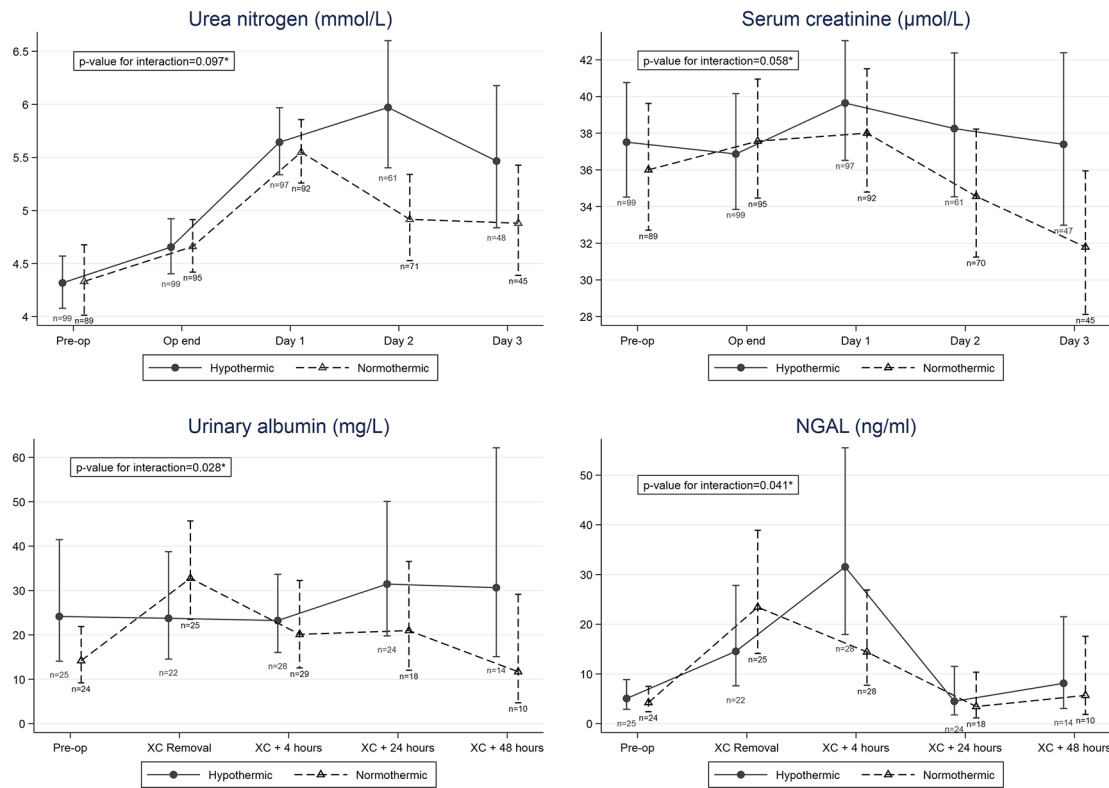 Urea nitrogen (mmol/L)
p-value for interaction=0.097*
6.5
6
5.5
5
4.5
4
n=99
n=89
n=99
n=95
n=97
n=92
n=61
n=71
n=48
n=45
Pre-op Op end Day 1 Day 2 Day 3
Hypothermic Normothermic
Serum creatinine (µmol/L)
p-value for interaction=0.058*
42
40
38
36
34
32
30
28
n=99
n=89
n=99
n=95
n=97
n=92
n=61
n=70
n=47
n=45
Pre-op Op end Day 1 Day 2 Day 3
Hypothermic Normothermic
Urinary albumin (mg/L)
p-value for interaction=0.028*
60
50
40
30
20
10
0
n=25
n=24
n=22
n=25
n=28
n=29
n=24
n=18
n=14
n=10
Pre-op XC Removal XC + 4 hours XC + 24 hours XC + 48 hours
Hypothermic Normothermic
NGAL (ng/ml)
p-value for interaction=0.041*
50
40
30
20
10
0
n=25
n=24
n=22
n=25
n=28
n=28
n=24
n=18
n=14
n=10
Pre-op XC Removal XC + 4 hours XC + 24 hours XC + 48 hours
Hypothermic Normothermic